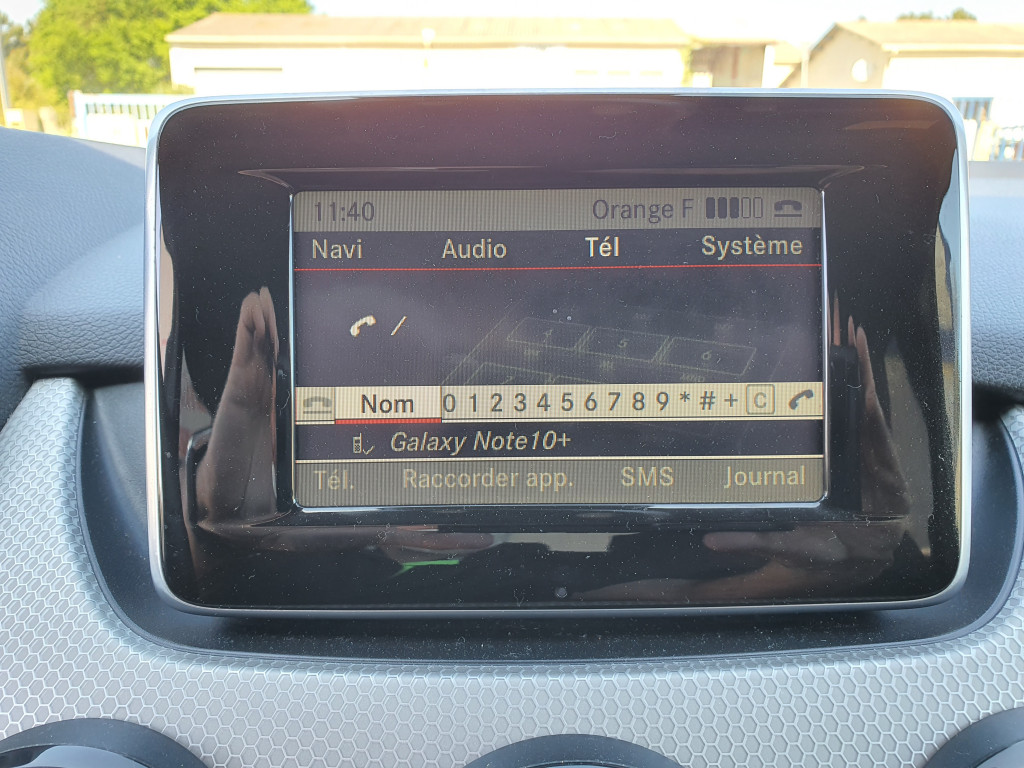 11:40 Orange F
Navi Audio Tél Système
Nom 0 1 2 3 4 5 6 7 8 9 * # + C
Galaxy Note10+
Tél. Raccorder app. SMS Journal